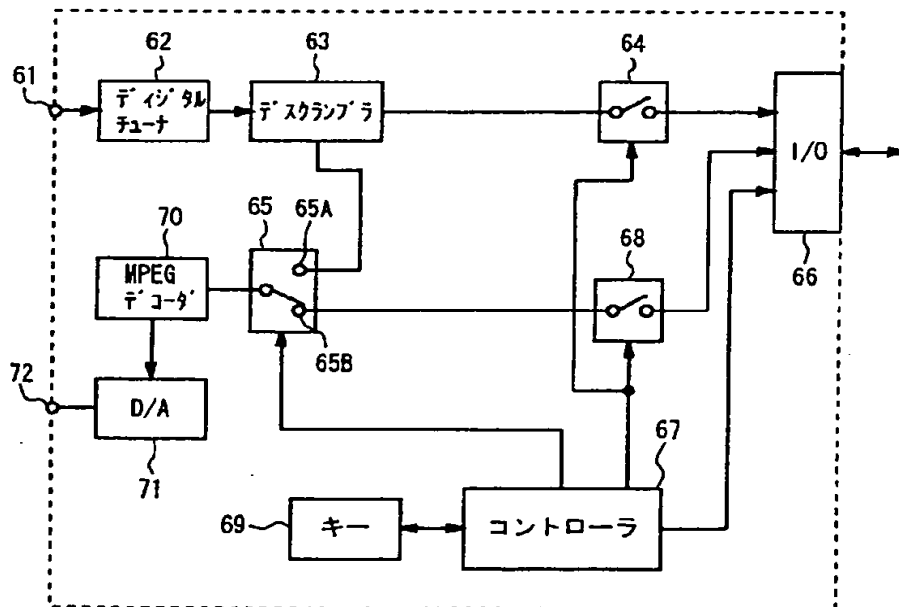 61
62
ディジタル
チューナ
63
デスクランブラ
64
I/O
66
70
MPEG
デコーダ
65
65A
65B
68
72
D/A
71
67
コントローラ
69
キー